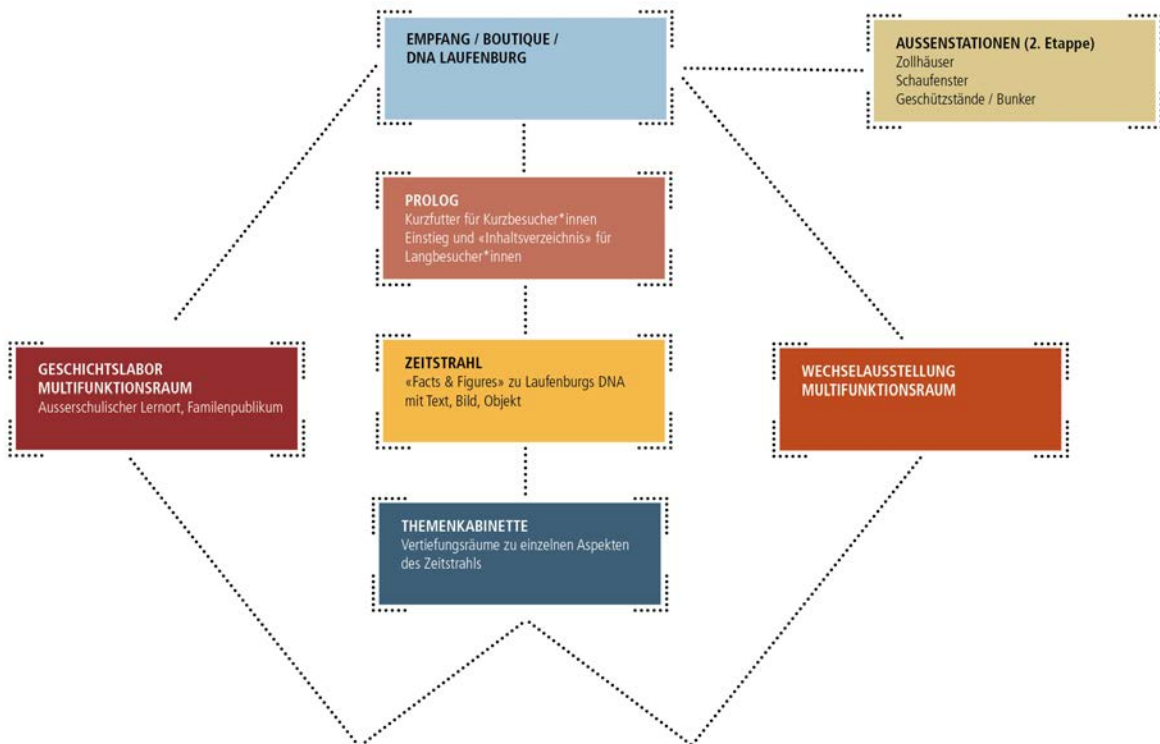 EMPFANG / BOUTIQUE /
DNA LAUFENBURG
AUSSENSTATIONEN (2. Etappe)
Zollhäuser
Schaufenster
Geschützstände / Bunker
PROLOG
Kurzfutter für Kurzbesucher*innen
Einstieg und «Inhaltsverzeichnis» für
Langbesucher*innen
GESCHICHTSLABOR
MULTIFUNKTIONSRAUM
Ausserschulischer Lernort, Familenpublikum
ZEITSTRAHL
«Facts & Figures» zu Laufenburgs DNA
mit Text, Bild, Objekt
WECHSELAUSSTELLUNG
MULTIFUNKTIONSRAUM
THEMENKABINETTE
Vertiefungsräume zu einzelnen Aspekten
des Zeitstrahls